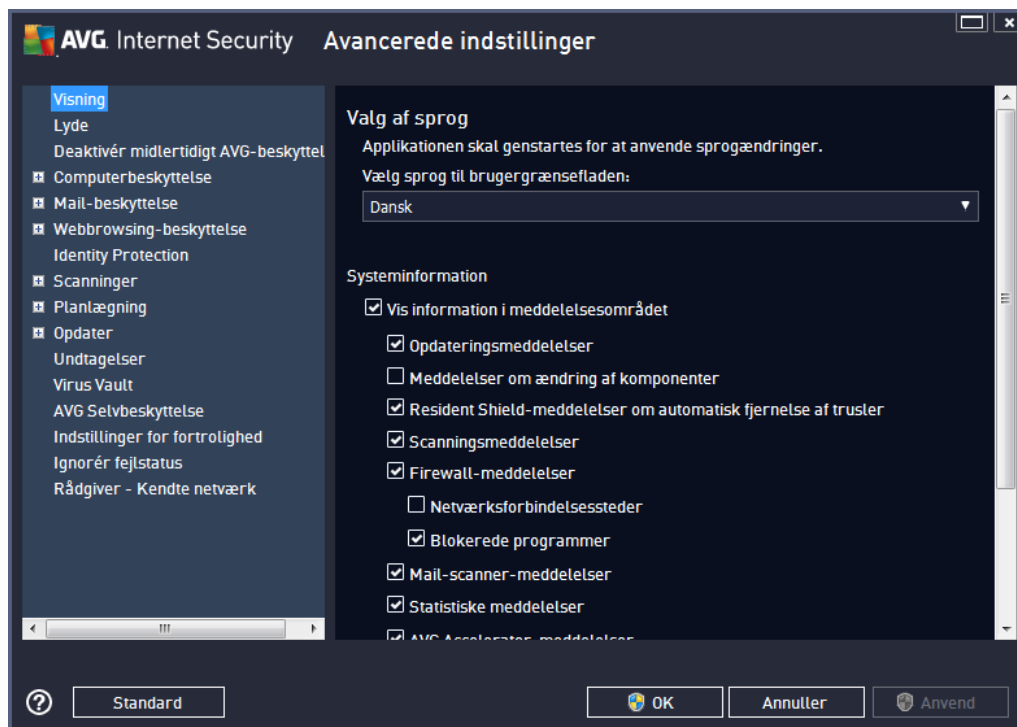 AVG. Internet Security Avancerede indstillinger
Visning
Lyde
Deaktivér midlertidigt AVG-beskyttel
Computerbeskyttelse
Mail-beskyttelse
Webbrowsing-beskyttelse
Identity Protection
Scanninger
Planlægning
Opdater
Undtagelser
Virus Vault
AVG Selvbeskyttelse
Indstillinger for fortrolighed
Ignorér fejlstatus
Rådgiver - Kendte netværk
Valg af sprog
Applikationen skal genstartes for at anvende sprogændringer.
Vælg sprog til brugergrænsefladen:
Dansk
Systeminformation
Vis information i meddelelsesområdet
Opdateringsmeddelelser
Meddelelser om ændring af komponenter
Resident Shield-meddelelser om automatisk fjernelse af trusler
Scanningsmeddelelser
Firewall-meddelelser
Netværksforbindelsessteder
Blokerede programmer
Mail-scanner-meddelelser
Statistiske meddelelser
AVG Accelerator-meddelelser
Standard
OK
Annuller
Anvend